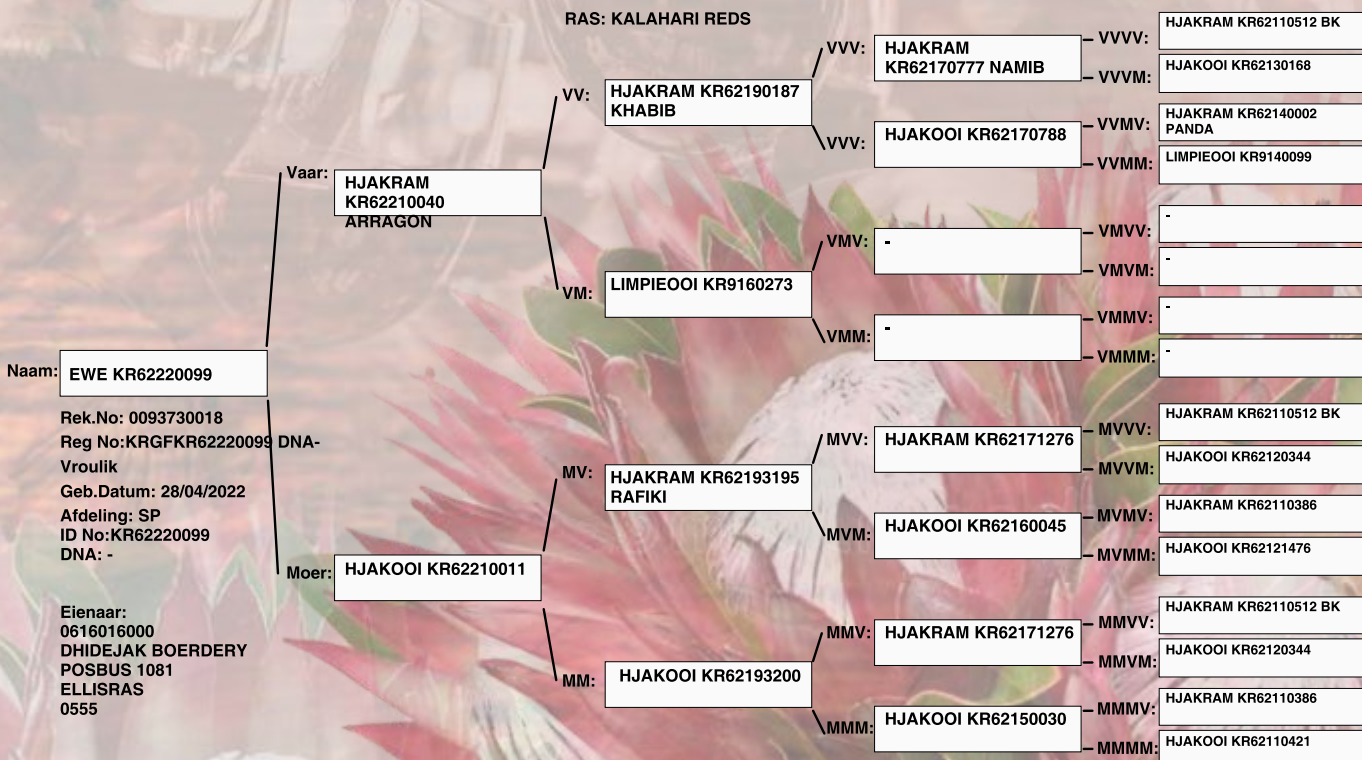 RAS: KALAHARI REDS
Naam:
EWE KR62220099
Rek.No: 0093730018
Reg No:KRGFKR62220099 DNA-
Vroulik
Geb.Datum: 28/04/2022
Afdeling: SP
ID No:KR62220099
DNA: -
Eienaar:
0616016000
DHIDEJAK BOERDERY
POSBUS 1081
ELLISRAS
0555
Vaar:
HJAKRAM
KR62210040
ARRAGON
Moer:
HJAKOOI KR62210011
VV:
HJAKRAM KR62190187
KHABIB
VM:
LIMPIEOOI KR9160273
MV:
HJAKRAM KR62193195
RAFIKI
MM:
HJAKOOI KR62193200
VVV:
HJAKRAM
KR62170777 NAMIB
VVV:
HJAKOOI KR62170788
VMV:
-
VMM:
-
MVV:
HJAKRAM KR62171276
MVM:
HJAKOOI KR62160045
MMV:
HJAKRAM KR62171276
MMM:
HJAKOOI KR62150030
VVVV:
HJAKRAM KR62110512 BK
VVVM:
HJAKOOI KR62130168
VVMV:
HJAKRAM KR62140002
PANDA
VVMM:
LIMPIEOOI KR9140099
VMVV:
-
VMVM:
-
VMMV:
-
VMMM:
-
MVVV:
HJAKRAM KR62110512 BK
MVVM:
HJAKOOI KR62120344
MVMV:
HJAKRAM KR62110386
MVMM:
HJAKOOI KR62121476
MMVV:
HJAKRAM KR62110512 BK
MMVM:
HJAKOOI KR62120344
MMMV:
HJAKRAM KR62110386
MMMM:
HJAKOOI KR62110421